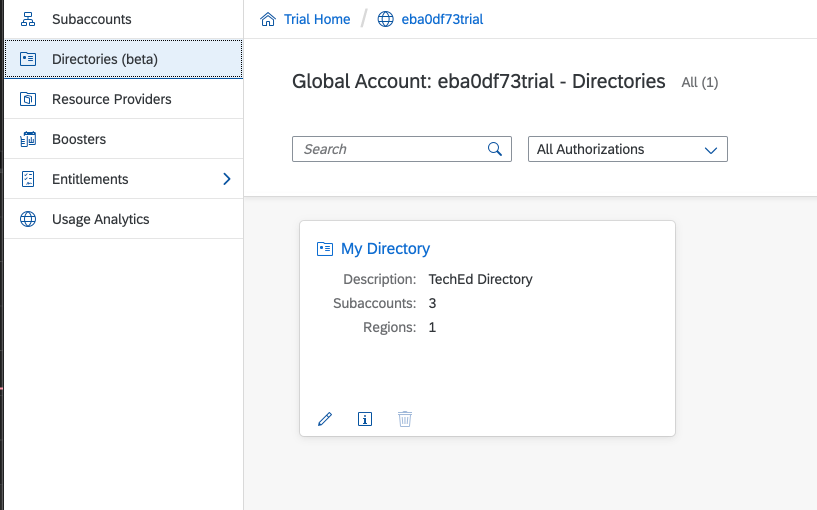 Subaccounts
Directories (beta)
Resource Providers
Boosters
Entitlements
Usage Analytics
Trial Home / eba0df73trial
Global Account: eba0df73trial - Directories All (1)
Search All Authorizations
My Directory
Description: TechEd Directory
Subaccounts: 3
Regions: 1